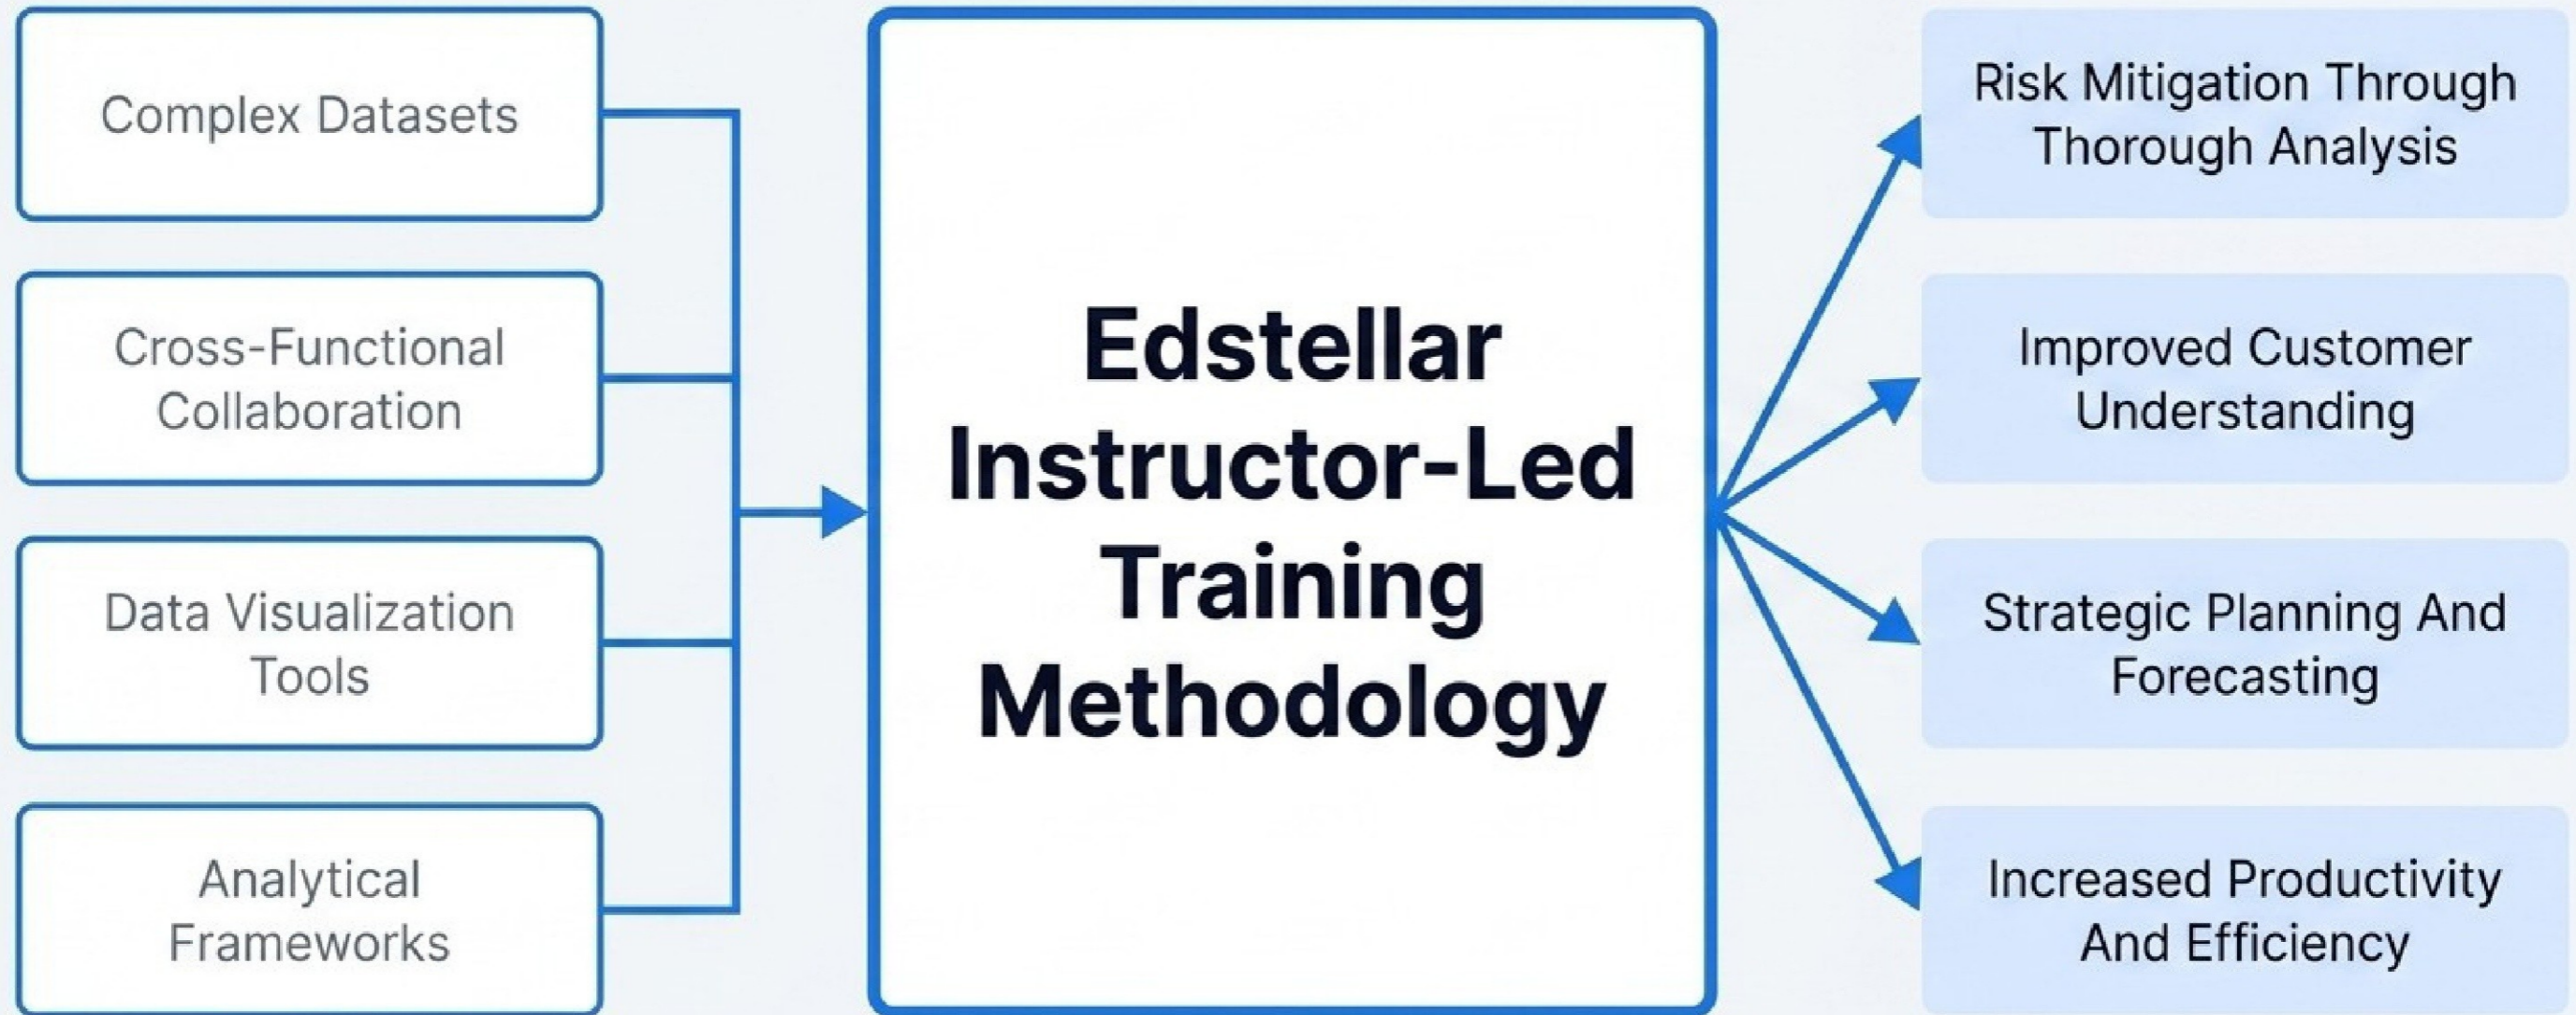 Complex Datasets
Cross-Functional
Collaboration
Data Visualization
Tools
Analytical
Frameworks
Edstellar
Instructor-Led
Training
Methodology
Risk Mitigation Through
Thorough Analysis
Improved Customer
Understanding
Strategic Planning And
Forecasting
Increased Productivity
And Efficiency